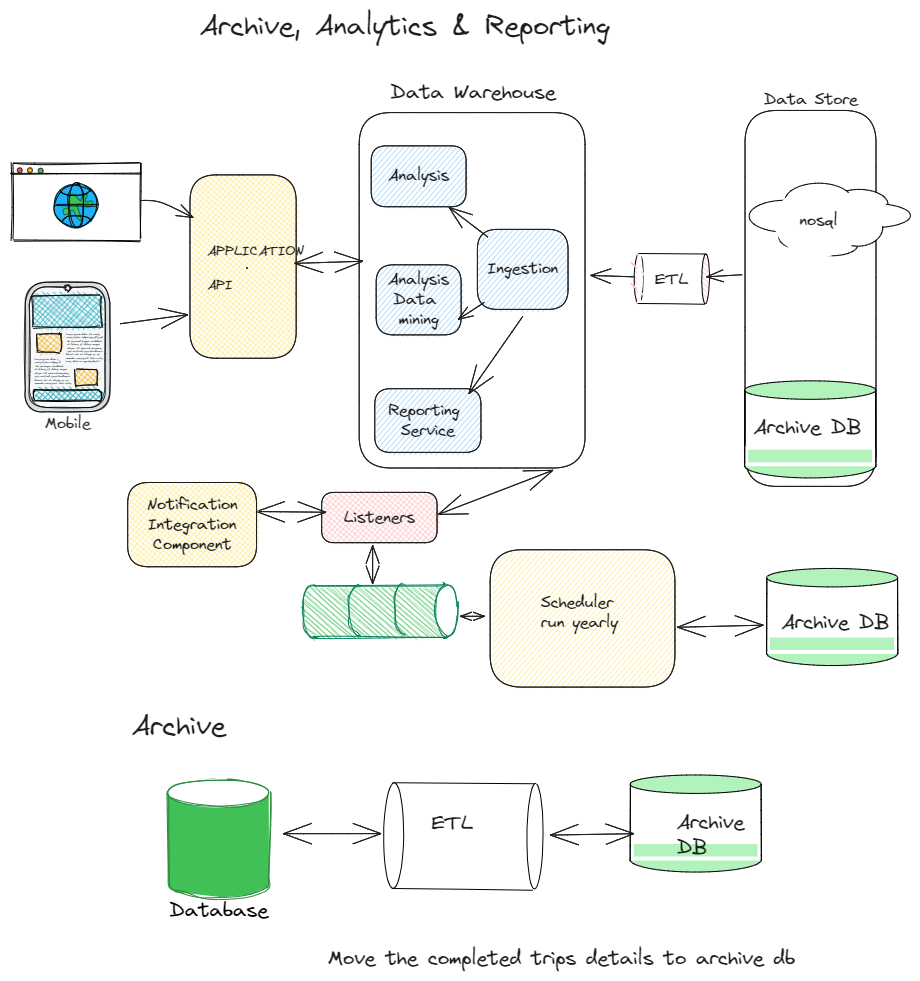 Archive, Analytics & Reporting
Data Warehouse
Data Store
Analysis
nosql
APPLICATION
.
API
Ingestion
Analysis
Data
mining
ETL
Mobile
Reporting
Service
Archive DB
Notification
Integration
Component
Listeners
Scheduler
run yearly
Archive DB
Archive
ETL
Archive
DB
Database
Move the completed trips details to archive db